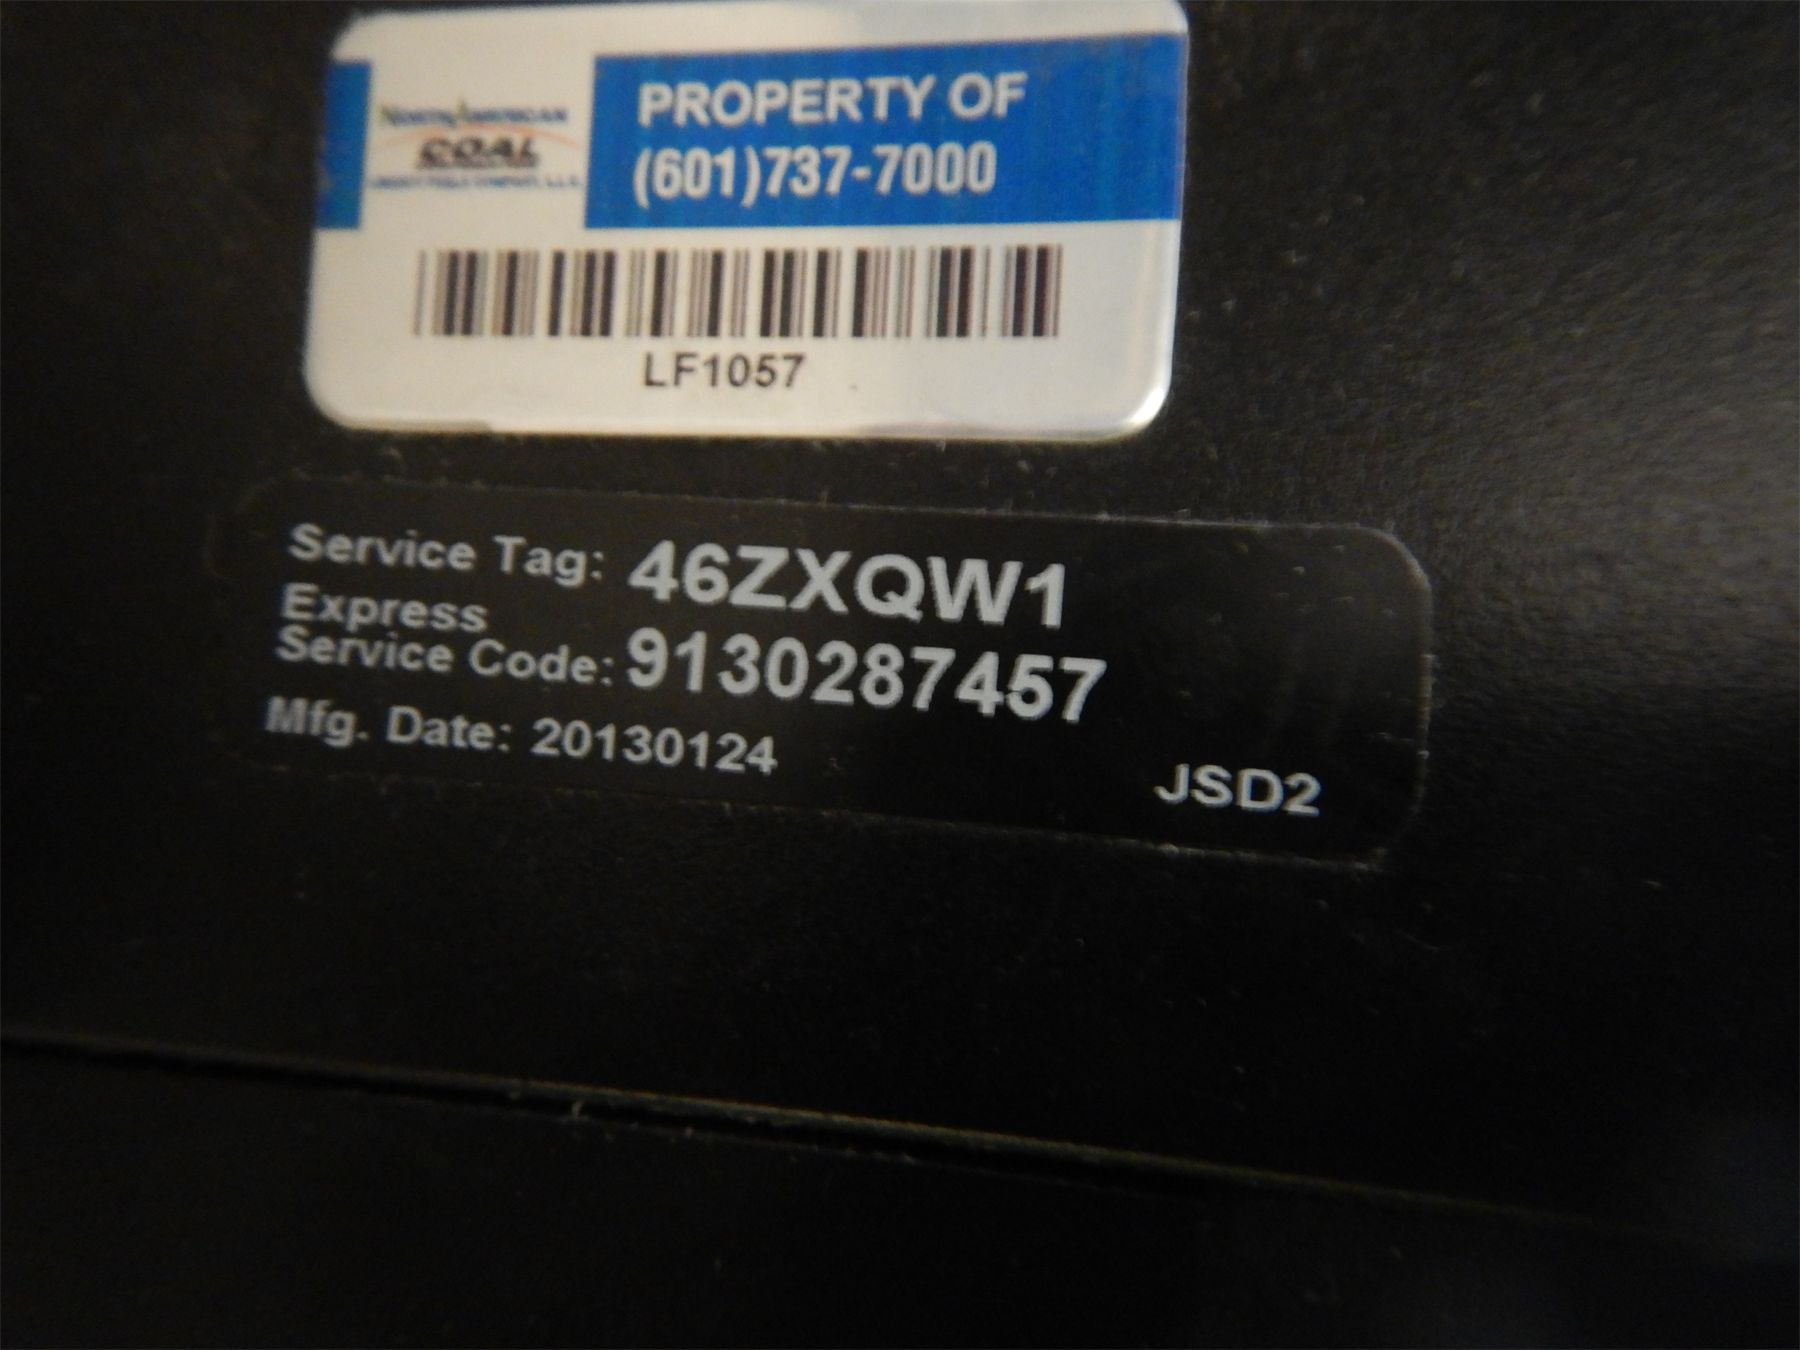 NORTH AMERICAN
COAL
PROPERTY OF
(601)737-7000
LF1057
Service Tag: 46ZXQW1
Express
Service Code: 9130287457
Mfg. Date: 20130124
JSD2